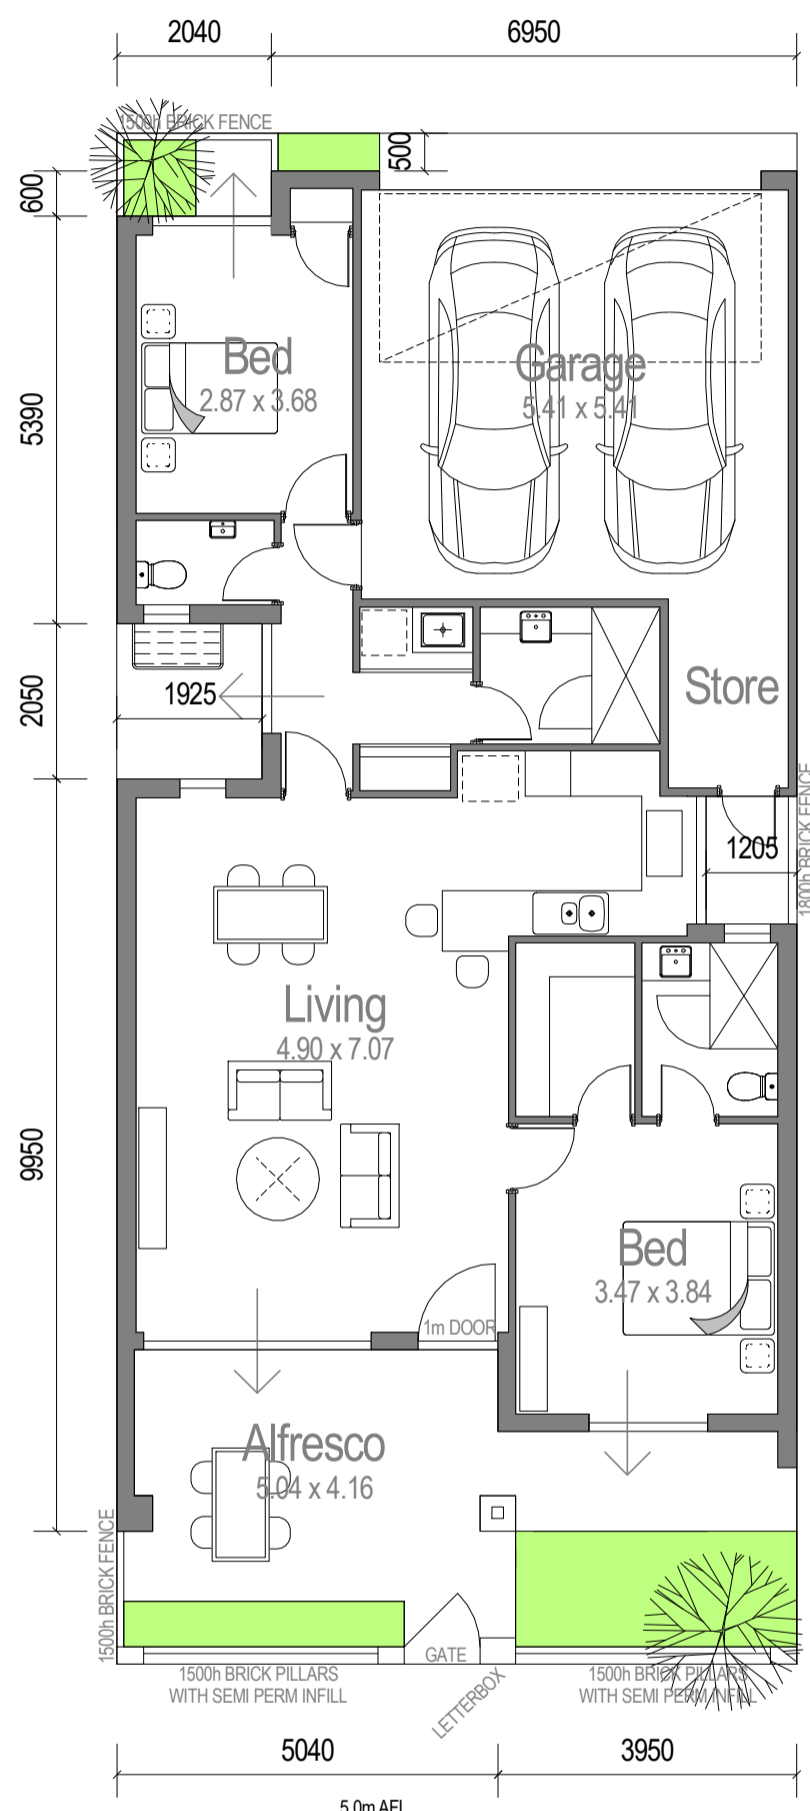 2040
6950
1500h BRICK FENCE
500
600
Bed
2.87 x 3.68
Garage
5.41 x 5.41
5390
Store
1925
2050
1205
1800h BRICK FENCE
Living
4.90 x 7.07
9950
Bed
3.47 x 3.84
1m DOOR
Alfresco
5.04 x 4.16
1500h BRICK FENCE
GATE
1500h BRICK PILLARS
WITH SEMI PERM INFILL
LETTERBOX
1500h BRICK PILLARS
WITH SEMI PERM INFILL
5040
3950